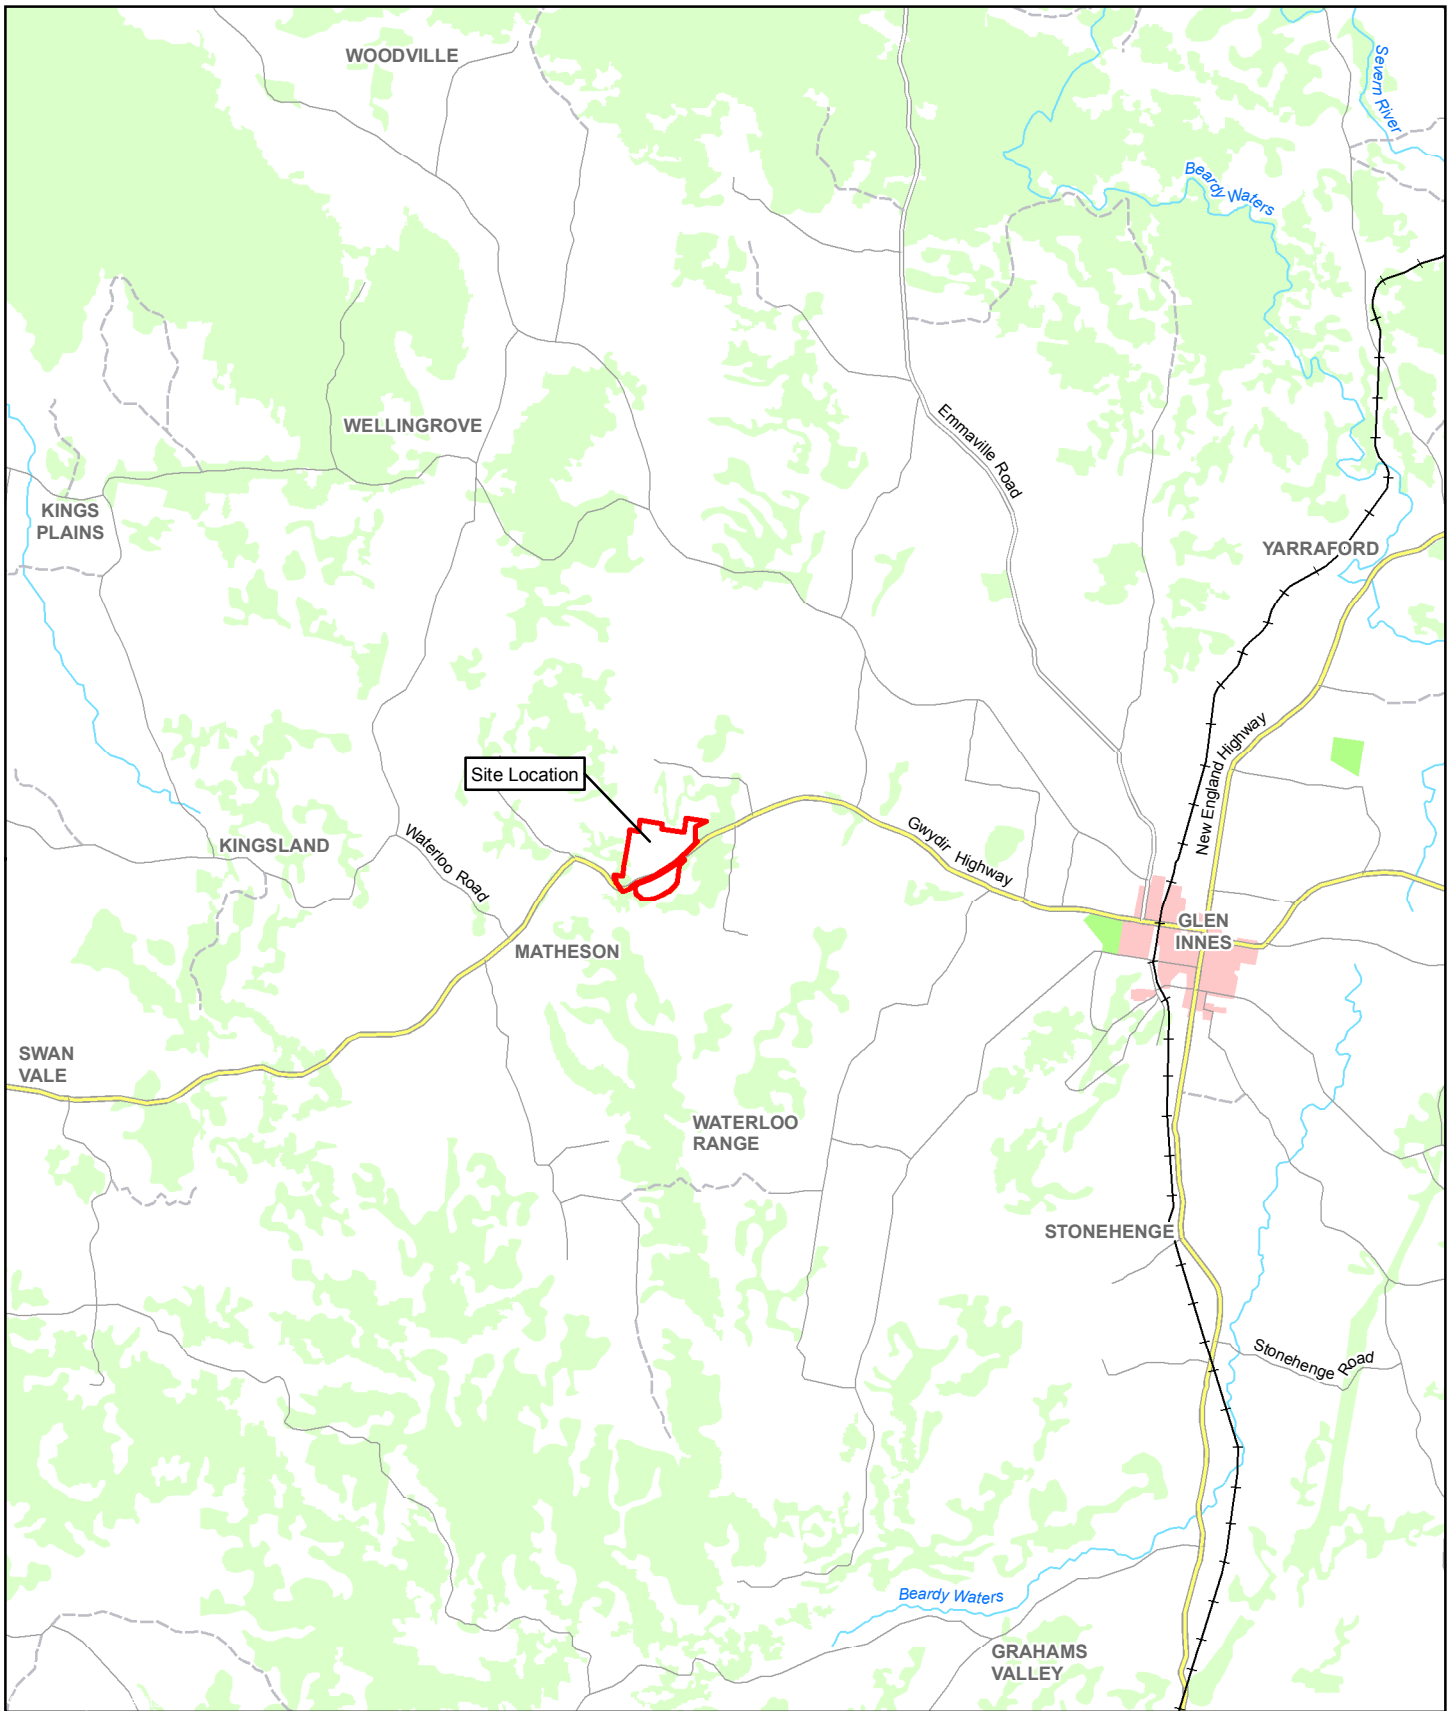 WOODVILLE
Severn River
Beardy Waters
WELLINGROVE
Emmaville Road
KINGS
PLAINS
YARRAFORD
New England Highway
Site Location
Waterloo Road
KINGSLAND
Gwydir Highway
GLEN
INNES
MATHESON
SWAN
VALE
WATERLOO
RANGE
STONEHENGE
Stonehenge Road
Beardy Waters
GRAHAMS
VALLEY